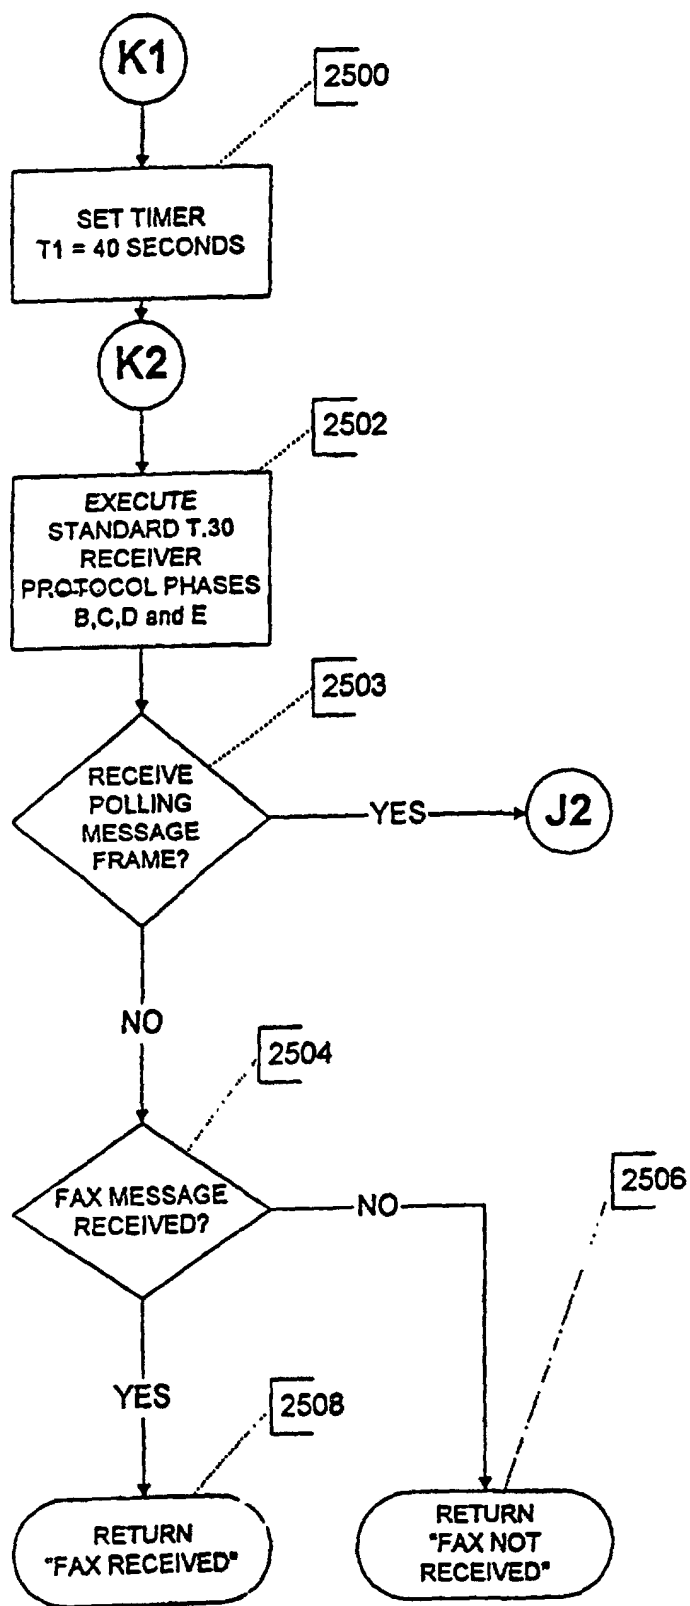 K1
2500
SET TIMER
T1 = 40 SECONDS
K2
2502
EXECUTE
STANDARD T.30
RECEIVER
PROTOCOL PHASES
B,C,D and E
2503
RECEIVE
POLLING
MESSAGE
FRAME?
YES
J2
NO
2504
FAX MESSAGE
RECEIVED?
NO
2506
YES
2508
RETURN
"FAX RECEIVED"
RETURN
"FAX NOT
RECEIVED"